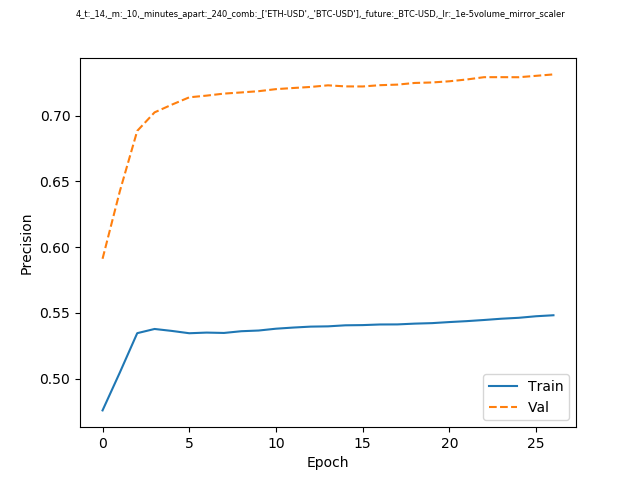 4_t:_14,_m:_10,_minutes_apart:_240_comb:_['ETH-USD',_'BTC-USD'],_future:_BTC-USD,_lr:_1e-5volume_mirror_scaler
0.70
0.65
0.60
0.55
0.50
Precision
0 5 10 15 20 25
Epoch
Train
Val